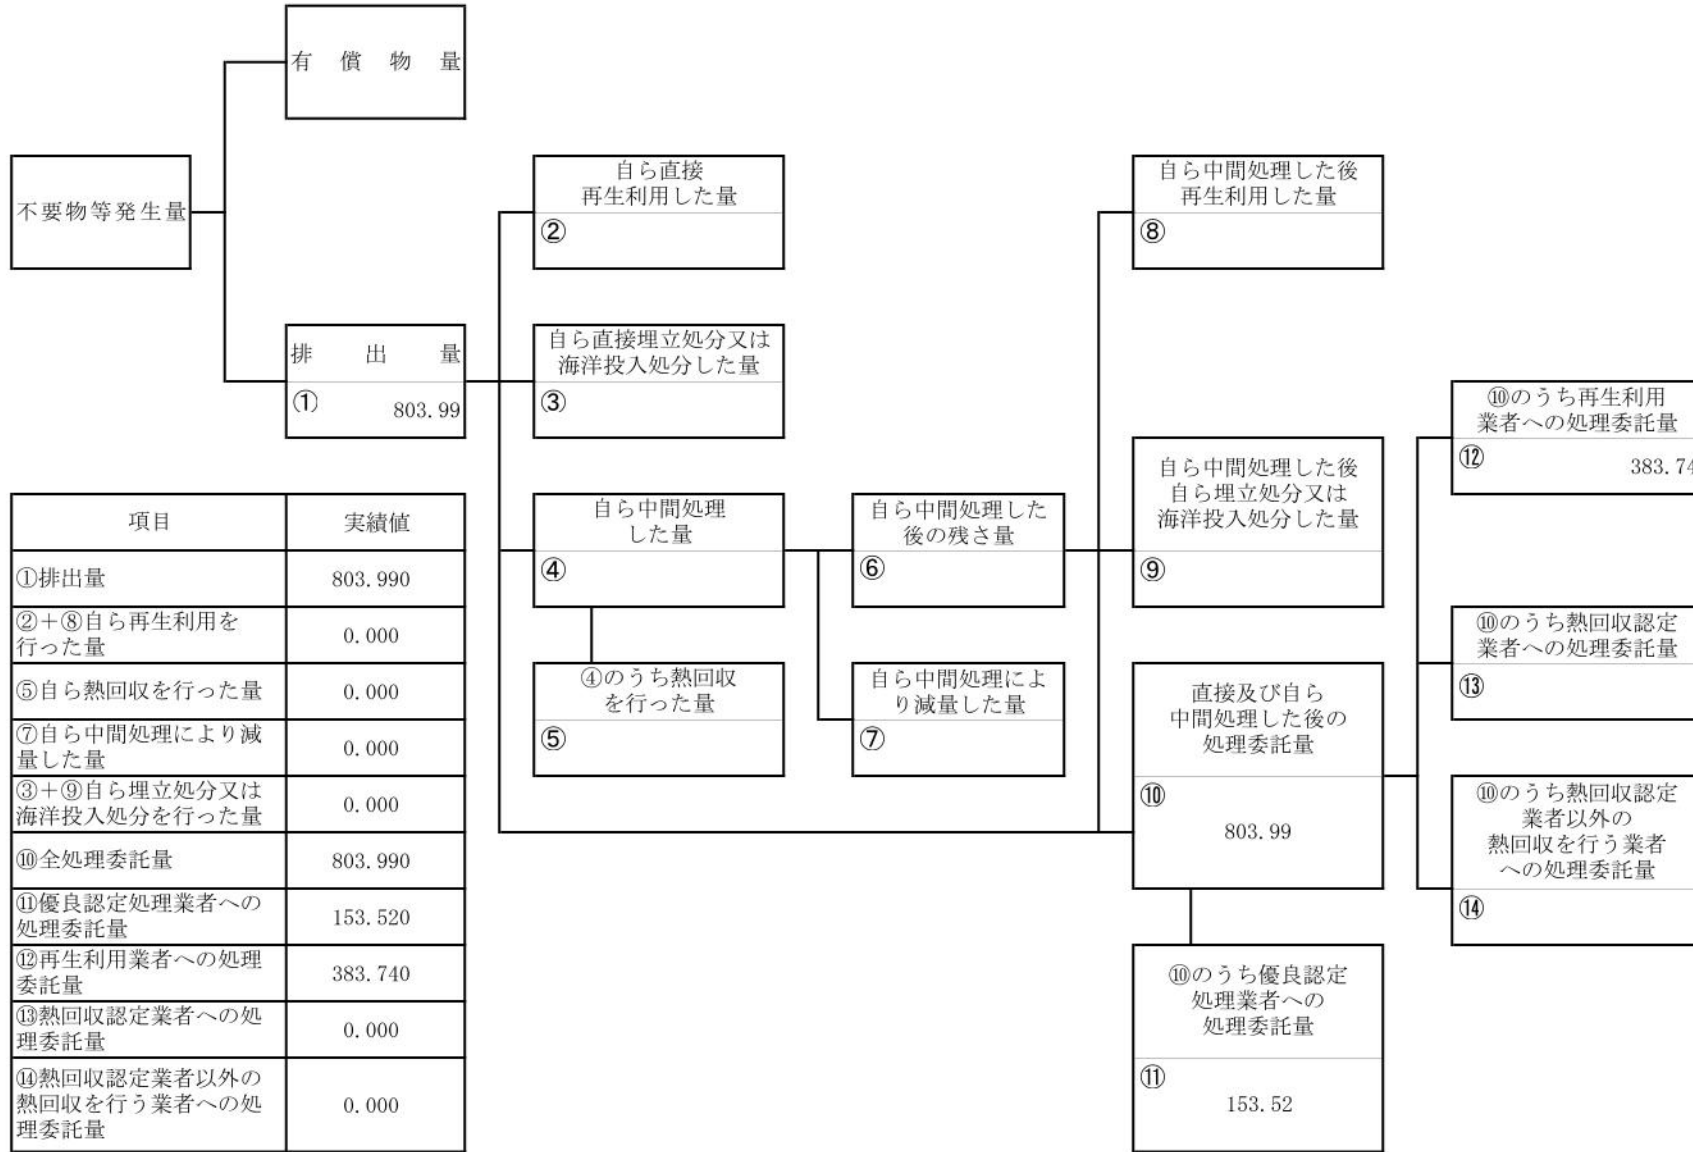 有償物量
不要物等発生量
排出量
①
803.99
自ら直接
再生利用した量
②
自ら直接埋立処分又は
海洋投入処分した量
③
自ら中間処理
した量
④
④のうち熱回収
を行った量
⑤
自ら中間処理した
後の残さ量
⑥
自ら中間処理によ
り減量した量
⑦
自ら中間処理した後
再生利用した量
⑧
自ら中間処理した後
自ら埋立処分又は
海洋投入処分した量
⑨
直接及び自ら
中間処理した後の
処理委託量
⑩
803.99
⑩のうち優良認定
処理業者への
処理委託量
⑪
153.52
⑩のうち再生利用
業者への処理委託量
⑫
383.74
⑩のうち熱回収認定
業者への処理委託量
⑬
⑩のうち熱回収認定
業者以外の
熱回収を行う業者
への処理委託量
⑭
項目 実績値
①排出量 803.990
②+⑧自ら再生利用を
行った量 0.000
⑤自ら熱回収を行った量 0.000
⑦自ら中間処理により減
量した量 0.000
③+⑨自ら埋立処分又は
海洋投入処分を行った量 0.000
⑩全処理委託量 803.990
⑪優良認定処理業者への
処理委託量 153.520
⑫再生利用業者への処理
委託量 383.740
⑬熱回収認定業者への処
理委託量 0.000
⑭熱回収認定業者以外の
熱回収を行う業者への処
理委託量 0.000